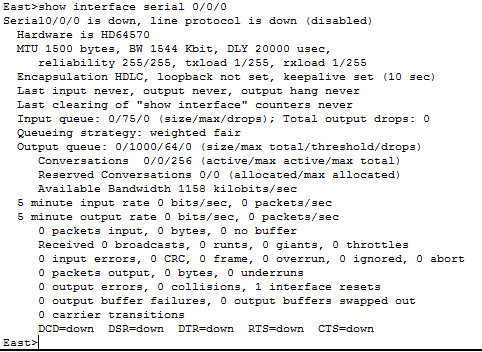 East>show interface serial 0/0/0
Serial0/0/0 is down, line protocol is down (disabled)
Hardware is HD64570
MTU 1500 bytes, BW 1544 Kbit, DLY 20000 usec,
reliability 255/255, txload 1/255, rxload 1/255
Encapsulation HDLC, loopback not set, keepalive set (10 sec)
Last input never, output never, output hang never
Last clearing of "show interface" counters never
Input queue: 0/75/0 (size/max/drops); Total output drops: 0
Queueing strategy: weighted fair
Output queue: 0/1000/64/0 (size/max total/threshold/drops)
Conversations 0/0/256 (active/max active/max total)
Reserved Conversations 0/0 (allocated/max allocated)
Available Bandwidth 1158 kilobits/sec
5 minute input rate 0 bits/sec, 0 packets/sec
5 minute output rate 0 bits/sec, 0 packets/sec
0 packets input, 0 bytes, 0 no buffer
Received 0 broadcasts, 0 runts, 0 giants, 0 throttles
0 input errors, 0 CRC, 0 frame, 0 overrun, 0 ignored, 0 abort
0 packets output, 0 bytes, 0 underruns
0 output errors, 0 collisions, 1 interface resets
0 output buffer failures, 0 output buffers swapped out
0 carrier transitions
DCD=down DSR=down DTR=down RTS=down CTS=down
East>